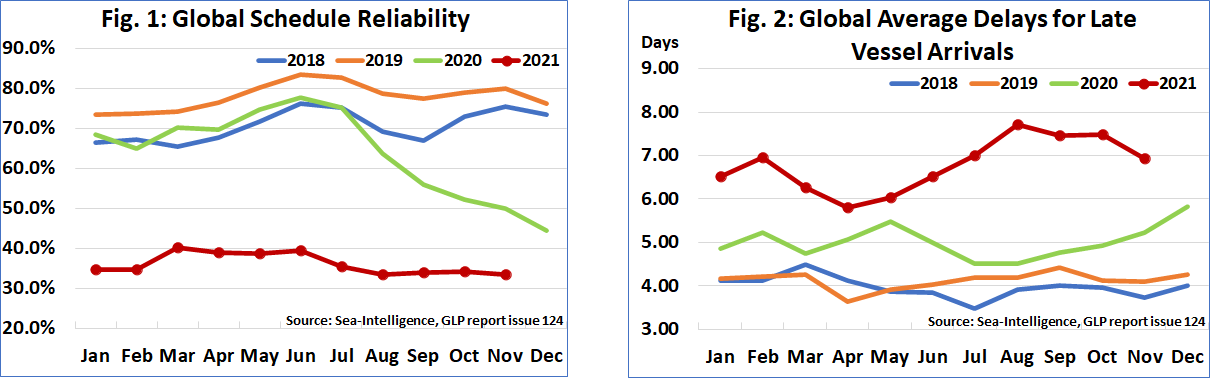 Fig. 1: Global Schedule Reliability
90.0%
2018 2019 2020 2021
80.0%
70.0%
60.0%
50.0%
40.0%
30.0%
20.0%
Source: Sea-Intelligence, GLP report issue 124
Jan Feb Mar Apr May Jun Jul Aug Sep Oct Nov Dec
Fig. 2: Global Average Delays for Late
Vessel Arrivals
Days
9.00
2018 2019 2020 2021
8.00
7.00
6.00
5.00
4.00
3.00
Source: Sea-Intelligence, GLP report issue 124
Jan Feb Mar Apr May Jun Jul Aug Sep Oct Nov Dec